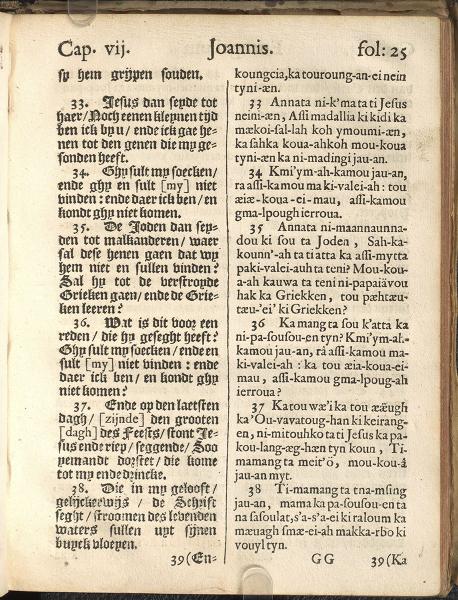 Cap. vij. Joannis. fol: 25
sy hem grijpen souden.
33. Jesus dan seyde tot
haer/Noch eenen kleynen tijd
ben ick by u/ ende ick gae he-
nen tot den genen die my ge-
sonden heeft.
34. Ghy sult my soecken/
ende ghy en sult [my] niet
vinden: ende daer ick ben/ en
kondt ghy niet komen.
35. De Joden dan sey-
den tot malkanderen/ waer
sal dese henen gaen dat wy
hem niet en sullen vinden?
Sal hy tot de verstroyde
Grieken gaen/ ende de Grie-
ken leeren?
36. Wat is dit voor een
reden/ die hy geseght heeft?
Ghy sult my soecken/ ende en
sult [my] niet vinden: ende
daer ick ben/ en kondt ghy
niet komen?
37. Ende op den laetsten
dagh/ [zijnde] den grooten
[dagh] des Feests/ stont Je-
sus ende riep/ seggende/ Soo
yemandt dorstet/ die kome
tot my ende drincke.
38. Die in my gelooft/
gelijckerwijs/ de Schrift
seght/ stroomen des levenden
waters sullen uyt sijnen
buyck vloeyen.
39(En-
koungcia,ka touroung-an-ei nein
tyni-æn.
33 Annata ni-k'ma ta ti Jesus
neini-æn, Assi madallia ki kidi ka
mækoi-sal-lah koh ymoumi-æn,
ka sahka koua-ahkoh mou-koua
tyni-æn ka ni-madingi jau-an.
34 Kmi'ym-ah-kamou jau-an,
ra assi-kamou ma ki-valei-ah: tou
æiæ-koua-ei-mau, assi-kamou
gma-lpough ierroua.
35 Annata ni-maannaunna-
dou ki sou ta Joden, Sah-ka-
kounn'-ah ta ti atta ka assi-mytta
paki-valei-auh ta teni? Mou-kou-
a-ah kauwa ta teni ni-papaiävou
hak ka Griekken, tou pæhtæu-
tæu-'ei' ki Griekken?
36 Ka mang ta sou k'atta ka
ni-pa-sousou-en tyn? Kmi'ym-ah-
kamou jau-an, rá assi-kamou ma-
ki-valei-ah: ka tou æia-koua-ei-
mau, assi-kamou gma-lpoug-ah
ierroua?
37 Katou wæ'i ka tou ææugh
ka 'Ou-vavatoug-han ki keirang-
en, ni-mitouhko ta ti Jesus ka pa-
kou-lang-æg-hæn tyn koun, Ti-
mamang ta meit'ö, mou-kou-á
jau-an myt.
38 Ti-mamang ta tna-msing
jau-an, mama ka pa-sousou-en ta
na sasoulat, s'a-s'a-ei ki raloum ka
mæuagh smæ-ei-ah makka-rbo ki
vouyl tyn.
GG 39(Ka